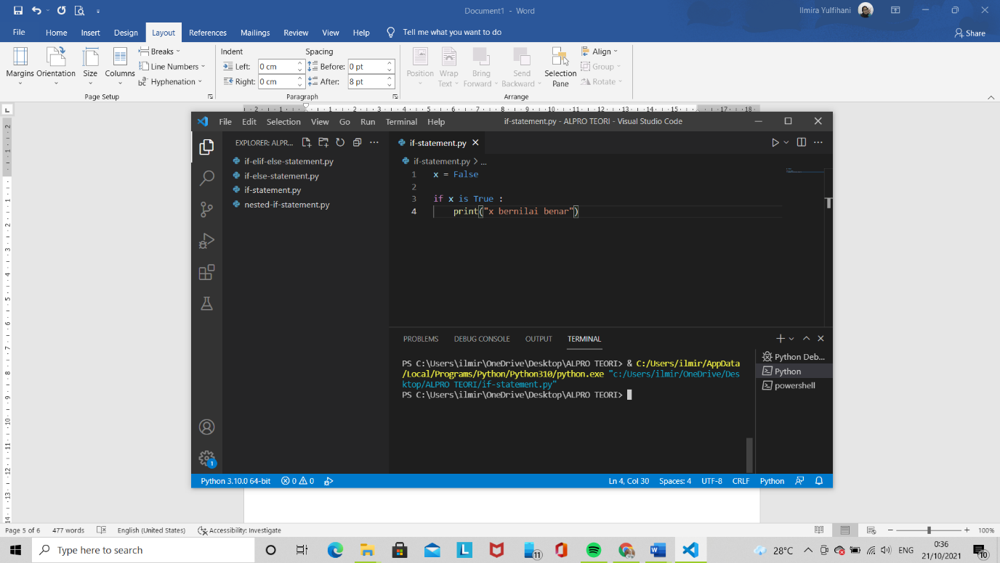 Document1 - Word
Ilmira Yulfihani
File Home Insert Design Layout References Mailings Review View Help Tell me what you want to do
Share
Margins Orientation Size Columns
Breaks
Line Numbers
Hyphenation
Page Setup
Indent
Left: 0 cm
Right: 0 cm
Spacing
Before: 0 pt
After: 8 pt
Paragraph
Position Wrap Text Bring Forward Send Backward Selection Pane
Align
Group
Rotate
Arrange
File Edit Selection View Go Run Terminal Help
if-statement.py - ALPRO TEORI - Visual Studio Code
EXPLORER: ALPR...
if-elif-else-statement.py
if-else-statement.py
if-statement.py
nested-if-statement.py
if-statement.py
if-statement.py > ...
1 x = False
2
3 if x is True :
4 print("x bernilai benar")
PROBLEMS DEBUG CONSOLE OUTPUT TERMINAL
PS C:\Users\ilmir\OneDrive\Desktop\ALPRO TEORI> & C:/Users/ilmir/AppData
/Local/Programs/Python/Python310/python.exe "c:/Users/ilmir/OneDrive/Des
ktop/ALPRO TEORI/if-statement.py"
PS C:\Users\ilmir\OneDrive\Desktop\ALPRO TEORI>
Python Deb...
Python
powershell
1
Python 3.10.0 64-bit 0 0 Ln 4, Col 30 Spaces: 4 UTF-8 CRLF Python
Page 5 of 6 477 words English (United States) Accessibility: Investigate 100%
Type here to search
11
28°C
ENG
0:36
21/10/2021
10